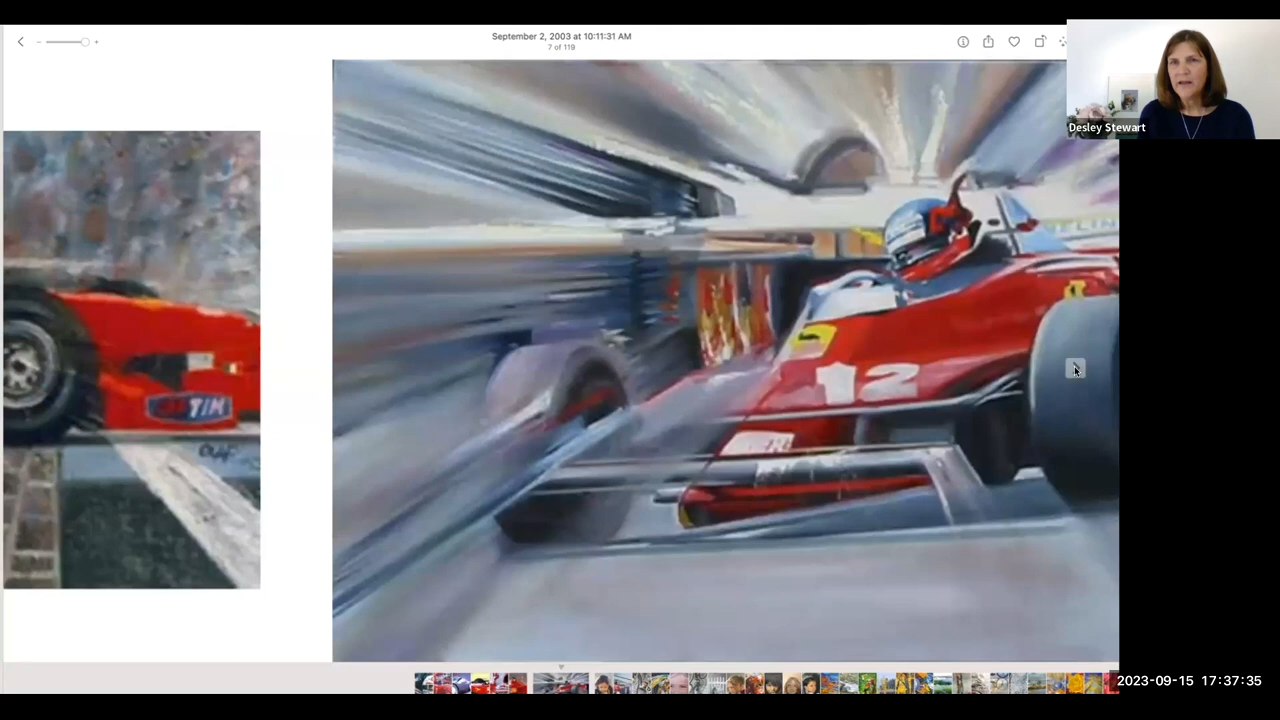 September 2, 2003 at 10:11:31 AM
7 of 119
Desley Stewart
12
TIM
2023-09-15 17:37:35